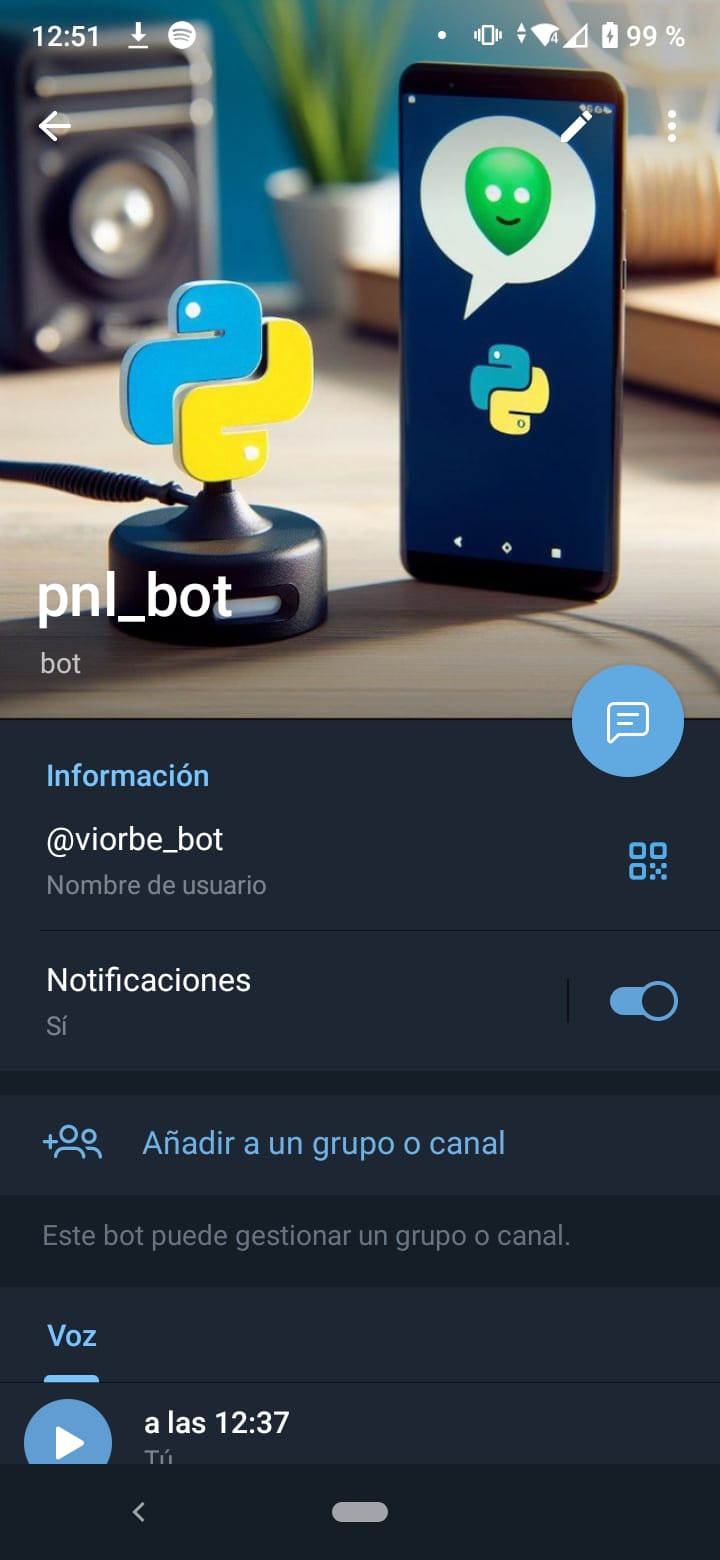 12:51
99 %
pnl_bot
bot
Información
@viorbe_bot
Nombre de usuario
Notificaciones
Sí
Añadir a un grupo o canal
Este bot puede gestionar un grupo o canal.
Voz
a las 12:37
Tú